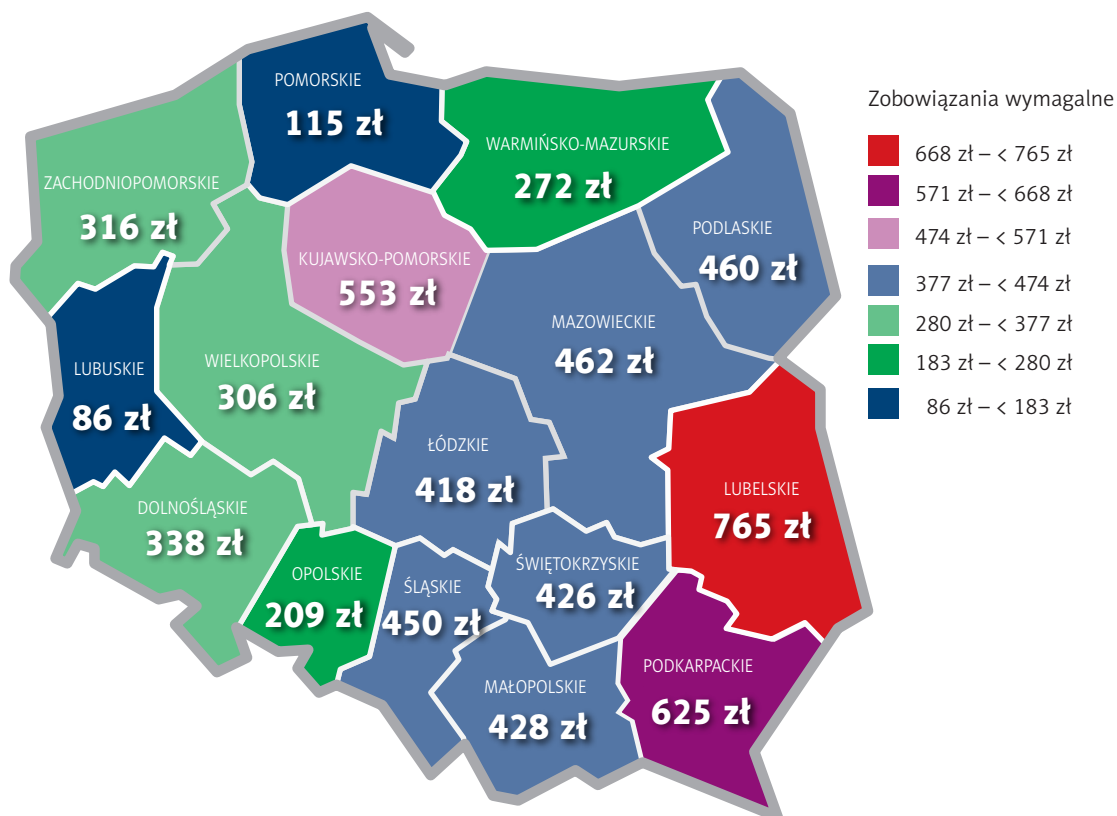 POMORSKIE
115 zł
WARMIŃSKO-MAZURSKIE
272 zł
ZACHODNIOPOMORSKIE
316 zł
PODLASKIE
460 zł
KUJAWSKO-POMORSKIE
553 zł
MAZOWIECKIE
462 zł
LUBUSKIE
86 zł
WIELKOPOLSKIE
306 zł
ŁÓDZKIE
418 zł
LUBELSKIE
765 zł
DOLNOŚLĄSKIE
338 zł
OPOLSKIE
209 zł
ŚLĄSKIE
450 zł
ŚWIĘTOKRZYSKIE
426 zł
MAŁOPOLSKIE
428 zł
PODKARPACKIE
625 zł
Zobowiązania wymagalne
668 zł – < 765 zł
571 zł – < 668 zł
474 zł – < 571 zł
377 zł – < 474 zł
280 zł – < 377 zł
183 zł – < 280 zł
86 zł – < 183 zł